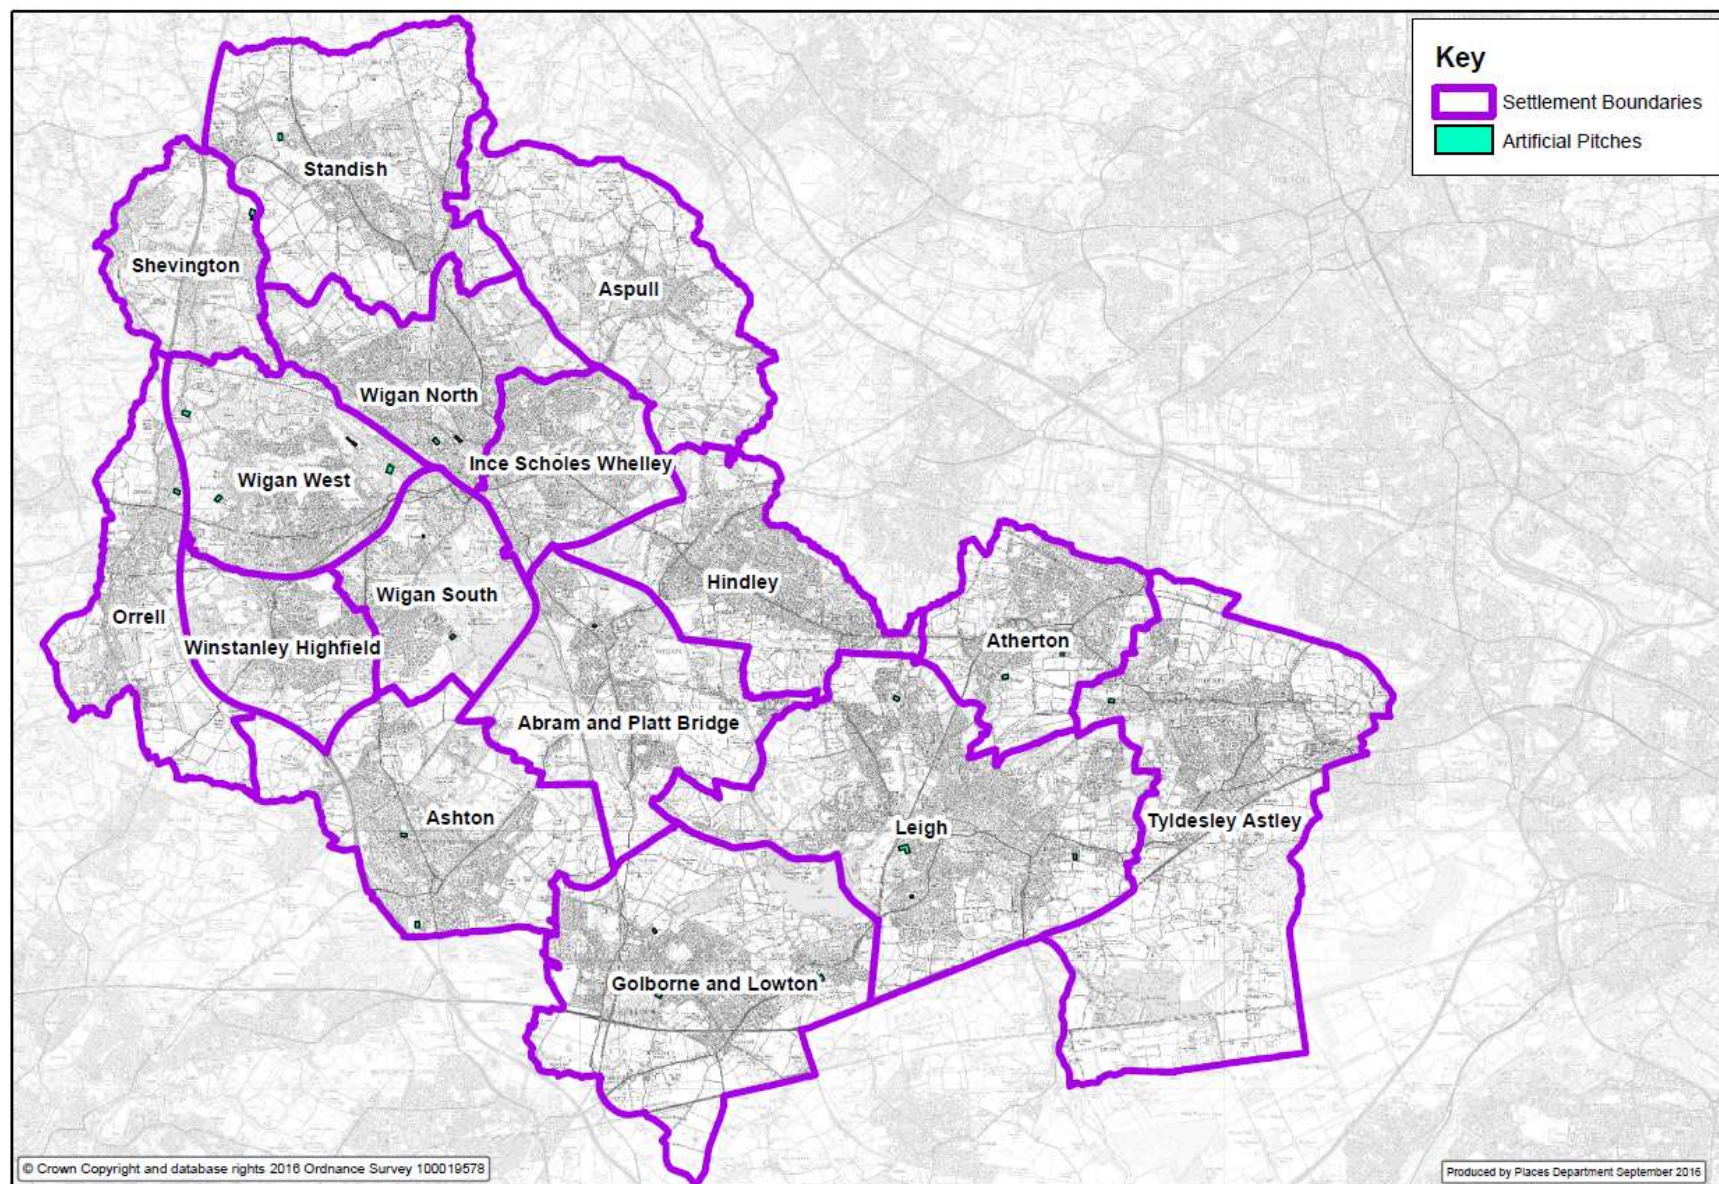 Key
Settlement Boundaries
Artificial Pitches
Standish
Shevington
Aspull
Wigan North
Ince Scholes Whelley
Wigan West
Hindley
Wigan South
Orrell
Atherton
Winstanley Highfield
Abram and Platt Bridge
Ashton
Leigh
Tyldesley Astley
Golborne and Lowton
© Crown Copyright and database rights 2016 Ordnance Survey 100019578
Produced by Places Department September 2016